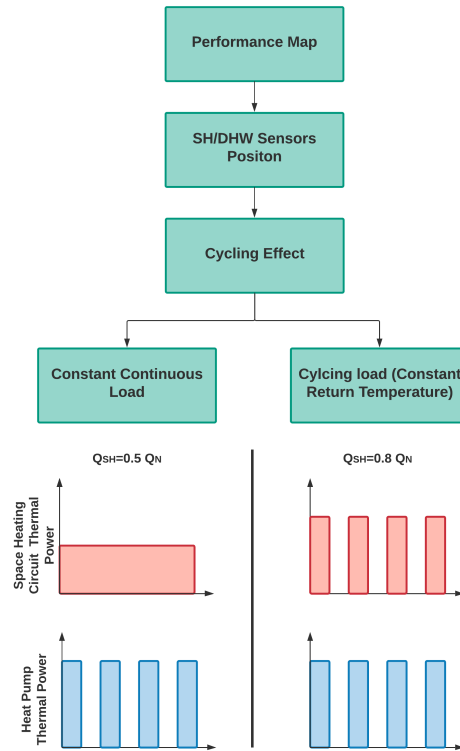 Performance Map
SH/DHW Sensors
Positon
Cycling Effect
Constant Continuous
Load
Cylcing load (Constant
Return Temperature)
QSH=0.5 QN
QSH=0.8 QN
Space Heating
Circuit Thermal
Power
Heat Pump
Thermal Power